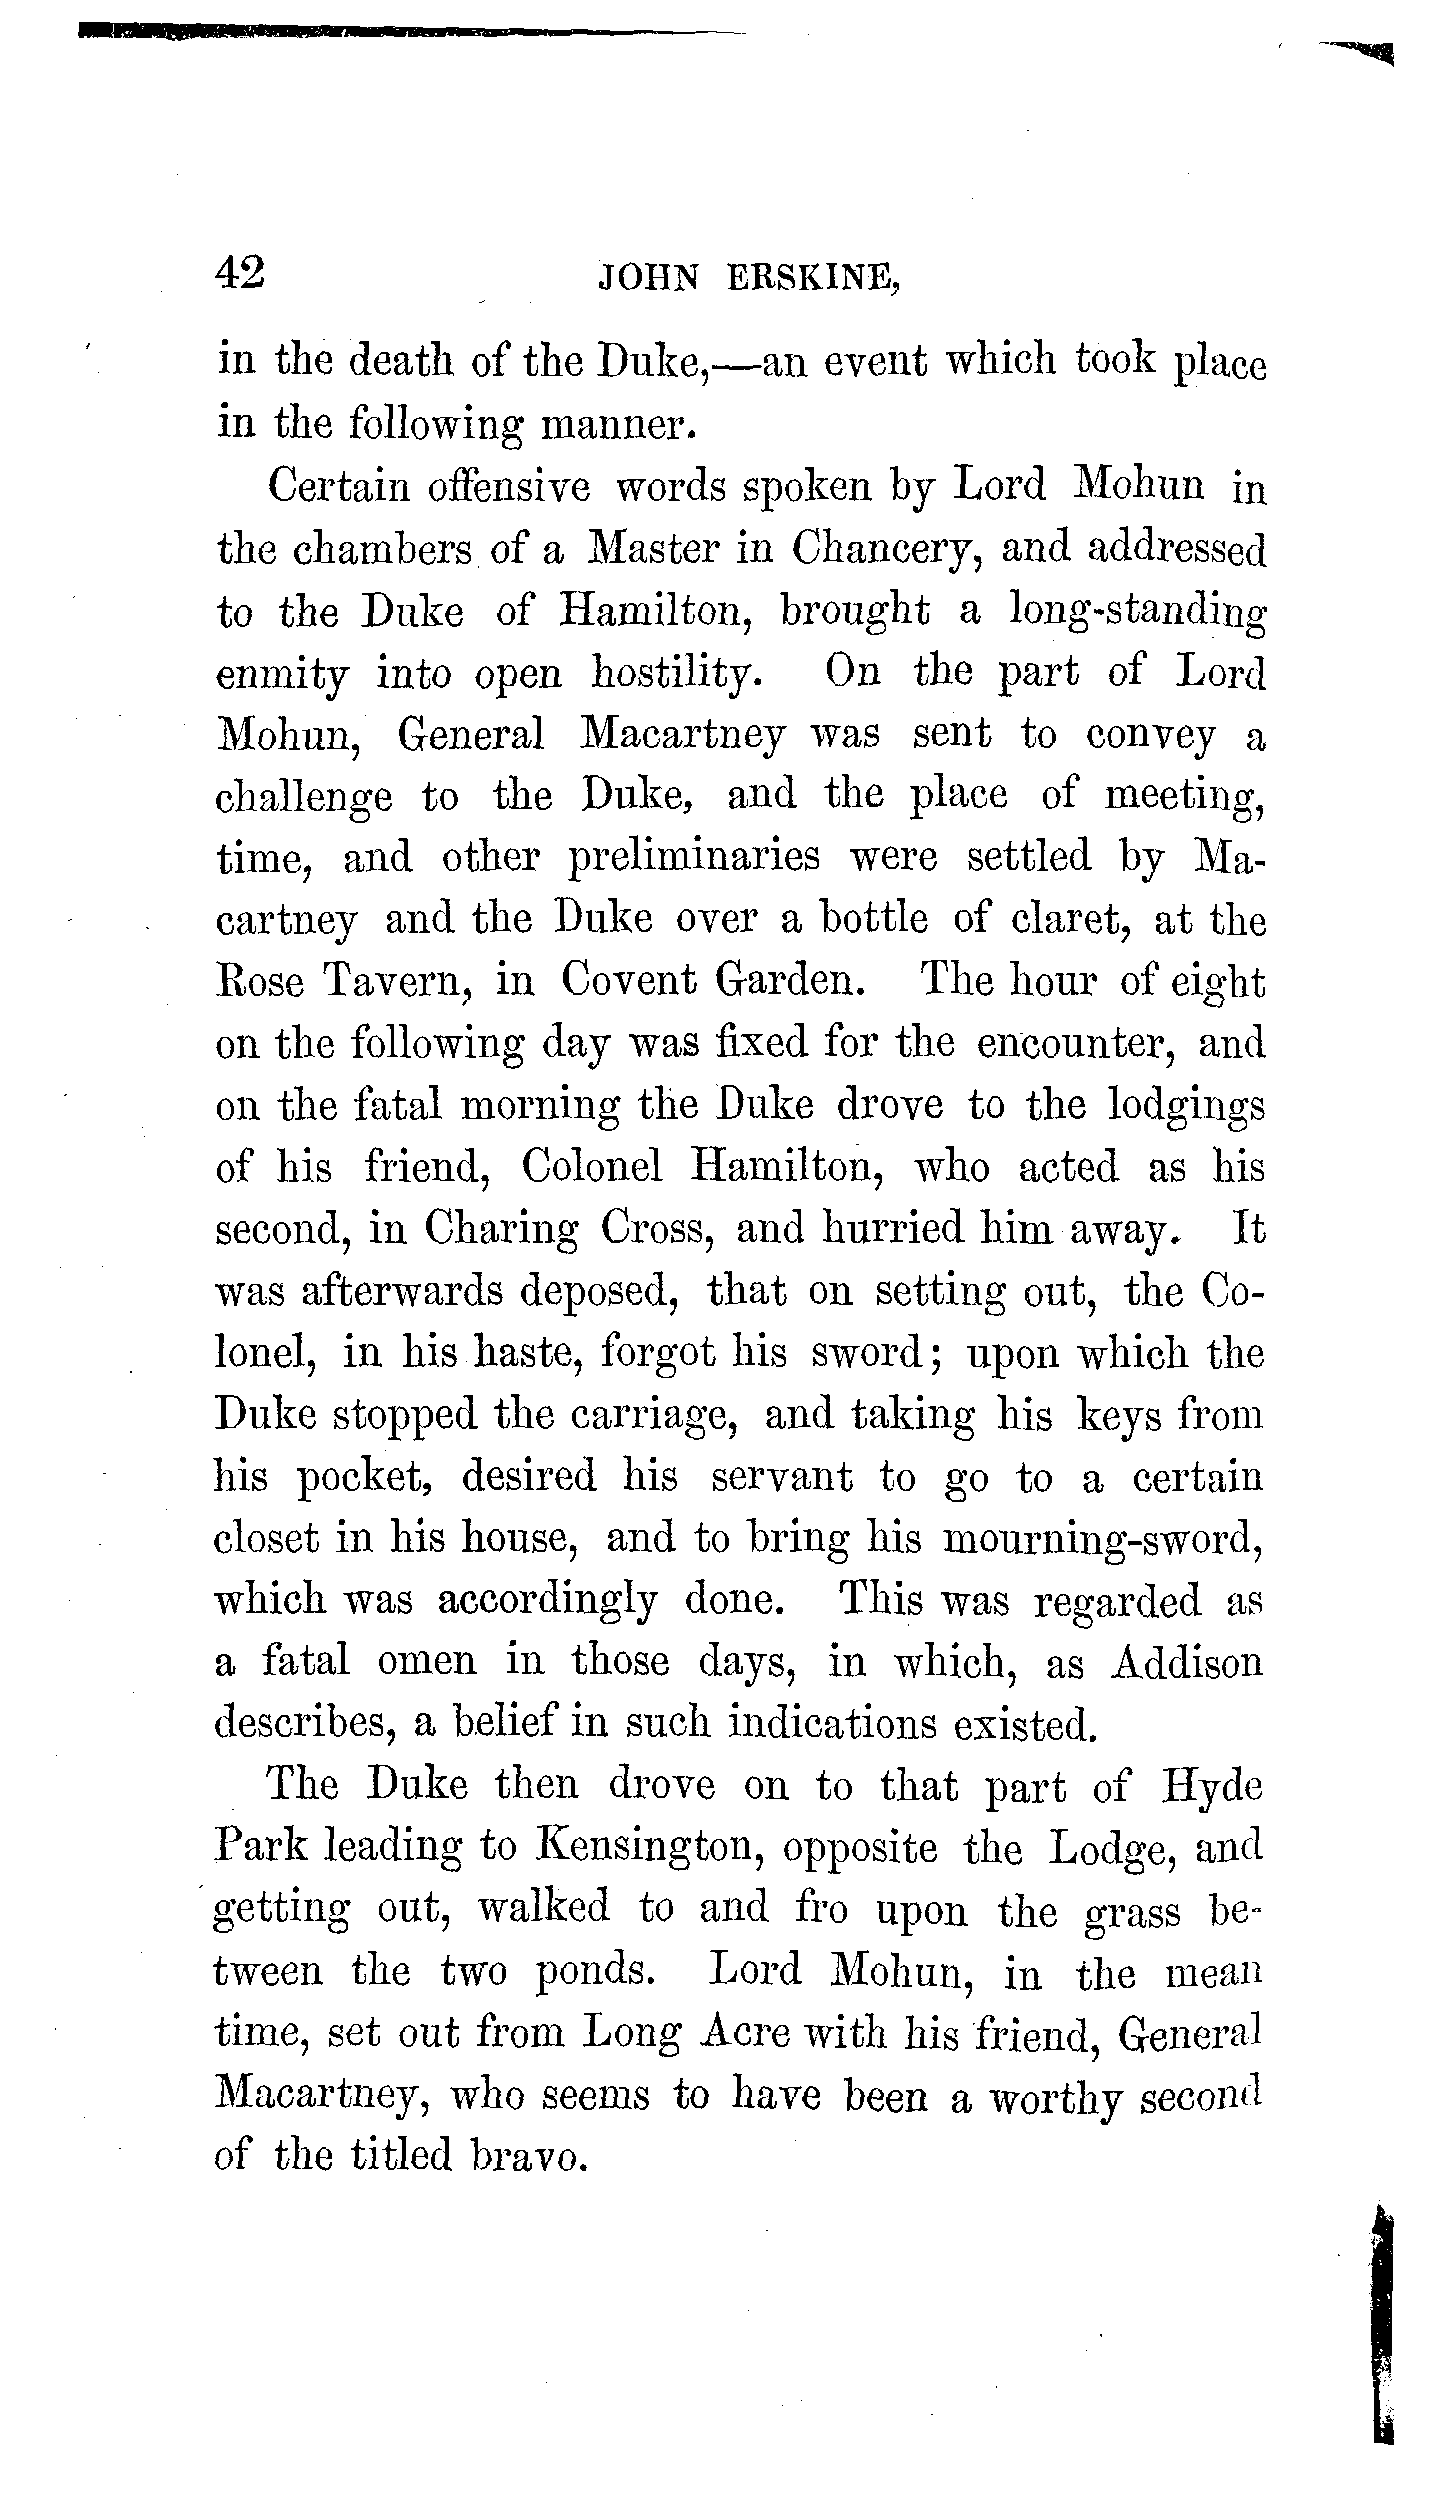 42 JOHN ERSKINE,
in the death of the Duke,—an event which took place
in the following manner.
Certain offensive words spoken by Lord Mohun in
the chambers of a Master in Chancery, and addressed
to the Duke of Hamilton, brought a long-standing
enmity into open hostility. On the part of Lord
Mohun, General Macartney was sent to convey a
challenge to the Duke, and the place of meeting,
time, and other preliminaries were settled by Ma-
cartney and the Duke over a bottle of claret, at the
Rose Tavern, in Covent Garden. The hour of eight
on the following day was fixed for the encounter, and
on the fatal morning the Duke drove to the lodgings
of his friend, Colonel Hamilton, who acted as his
second, in Charing Cross, and hurried him away. It
was afterwards deposed, that on setting out, the Co-
lonel, in his haste, forgot his sword; upon which the
Duke stopped the carriage, and taking his keys from
his pocket, desired his servant to go to a certain
closet in his house, and to bring his mourning-sword,
which was accordingly done. This was regarded as
a fatal omen in those days, in which, as Addison
describes, a belief in such indications existed.
The Duke then drove on to that part of Hyde
Park leading to Kensington, opposite the Lodge, and
getting out, walked to and fro upon the grass be-
tween the two ponds. Lord Mohun, in the mean
time, set out from Long Acre with his friend, General
Macartney, who seems to have been a worthy second
of the titled bravo.